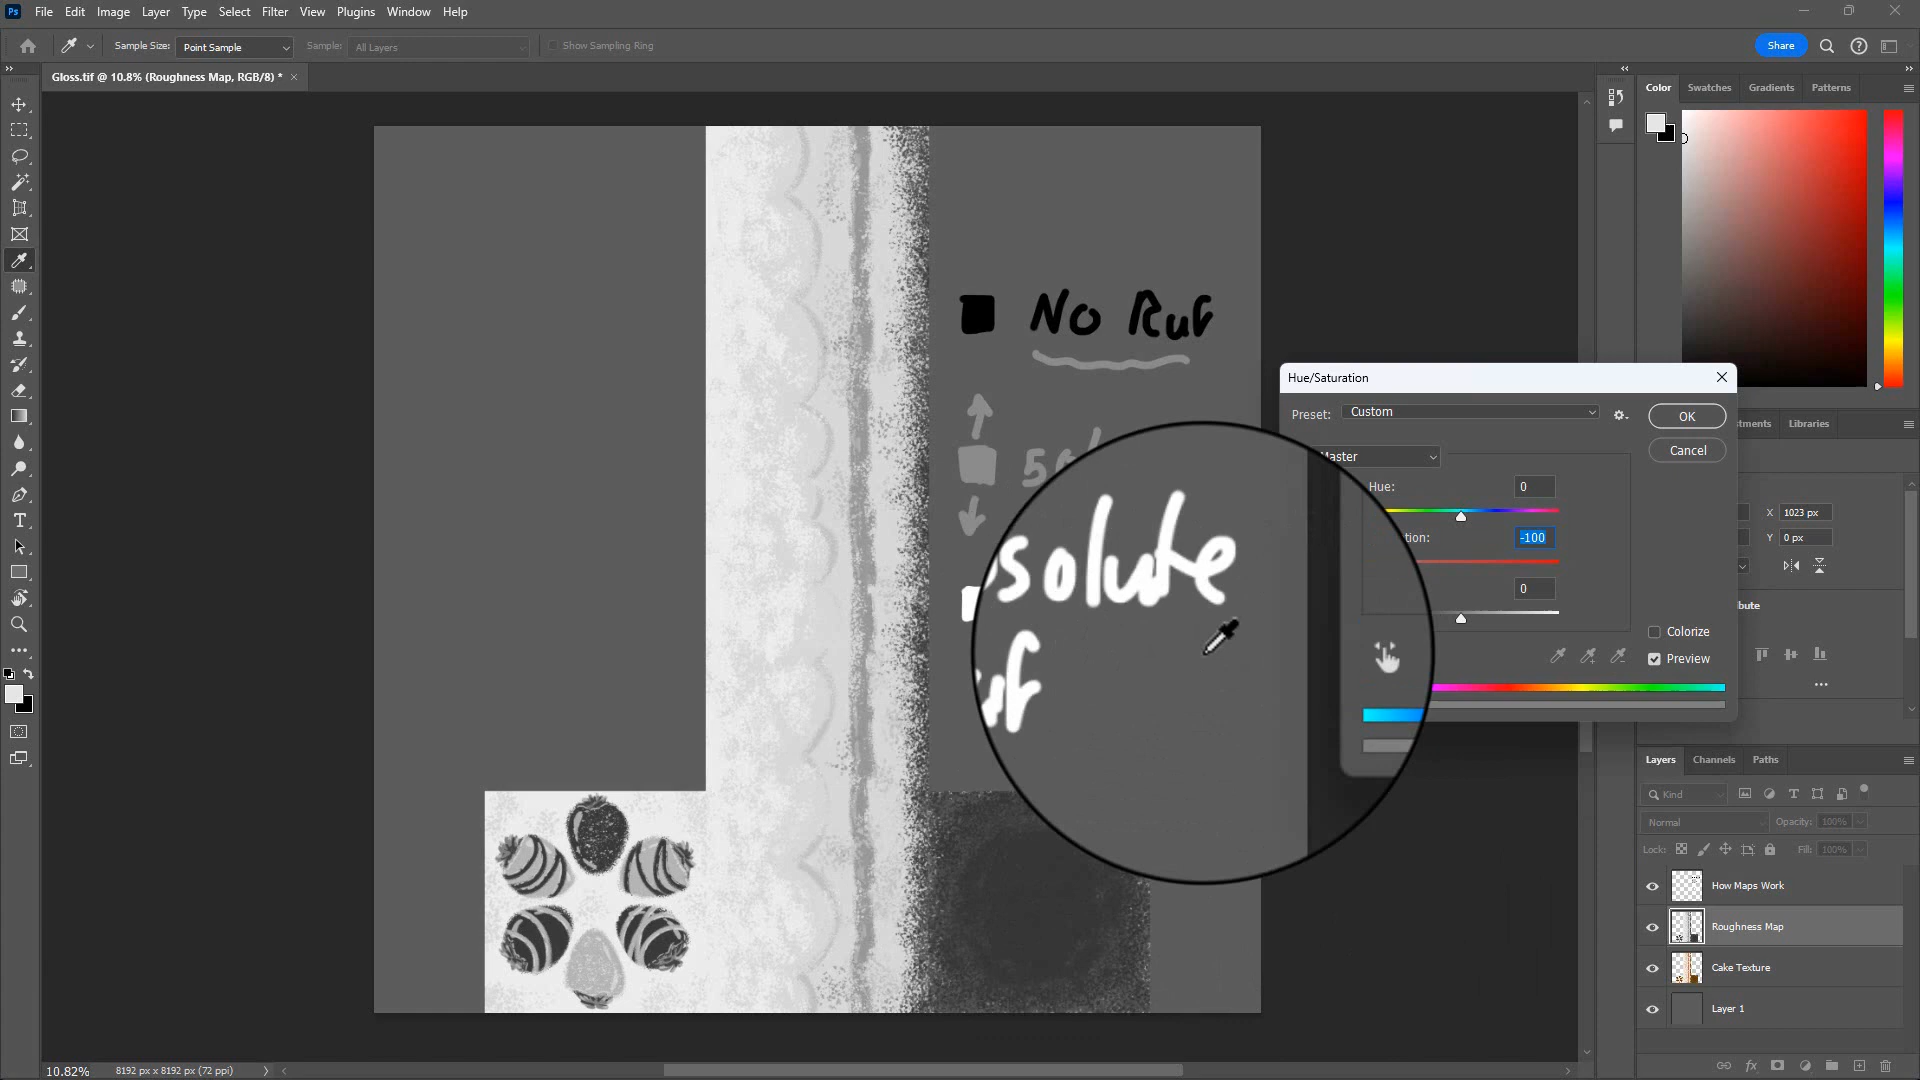 Ps File Edit Image Layer Type Select Filter View Plugins Window Help
Sample Size: Point Sample Sample: All Layers Show Sampling Ring Share
Gloss.tif @ 10.8% (Roughness Map, RGB/8) *
Color Swatches Gradients Patterns
No Ruf
Hue/Saturation
Preset: Custom OK
Libraries
Cancel
Master
Hue: 0
-100
0
X 1023 px
Y 0 px
solute
Colorize
Preview
Layers Channels Paths
Kind
Normal Opacity: 100%
Lock: Fill: 100%
How Maps Work
Roughness Map
Cake Texture
Layer 1
10.82% 8192 px x 8192 px (72 ppi)